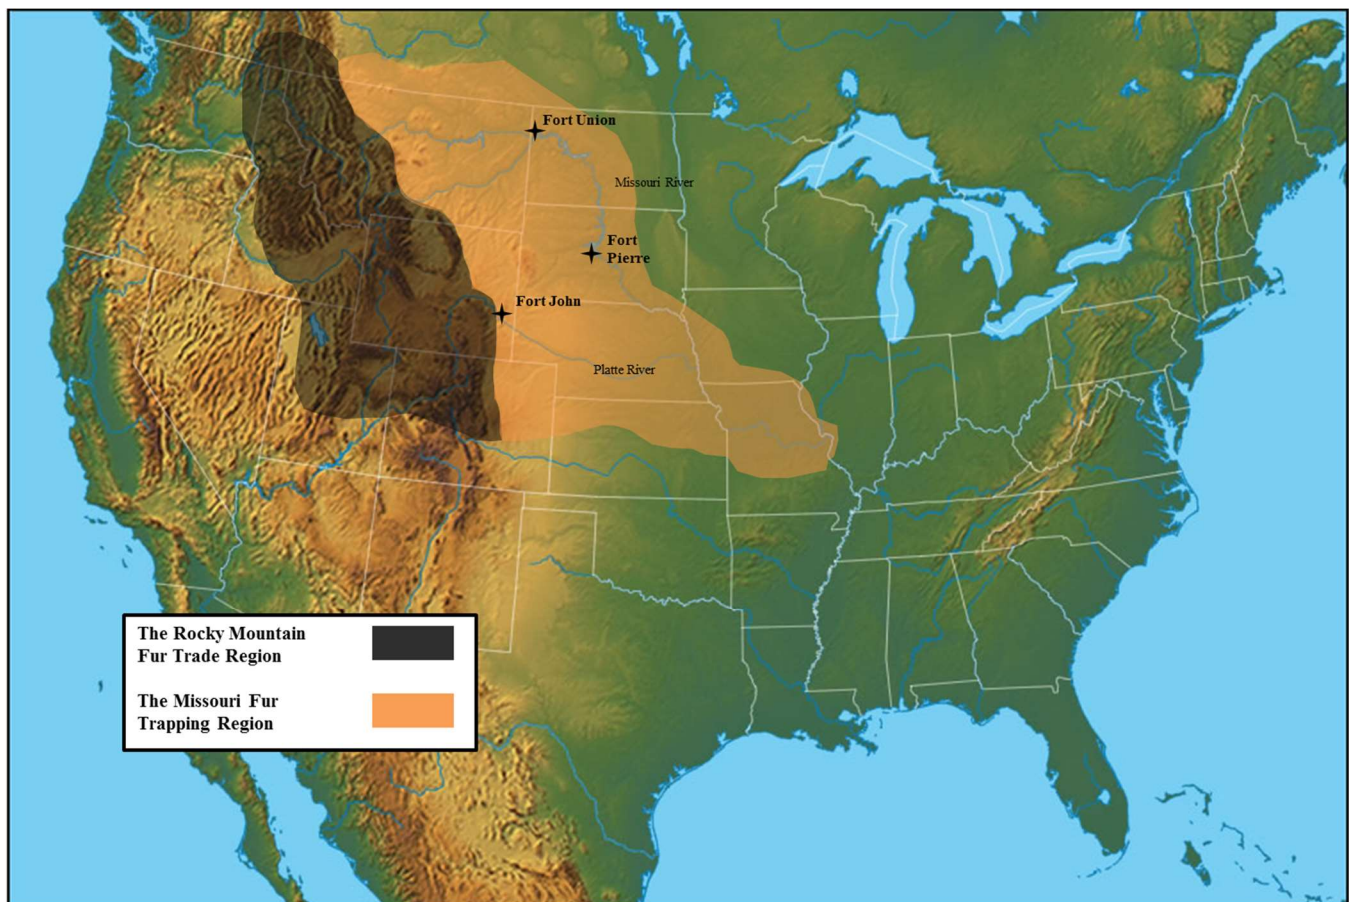 Fort Union
Missouri River
Fort
Pierre
Fort John
Platte River
The Rocky Mountain
Fur Trade Region
The Missouri Fur
Trapping Region